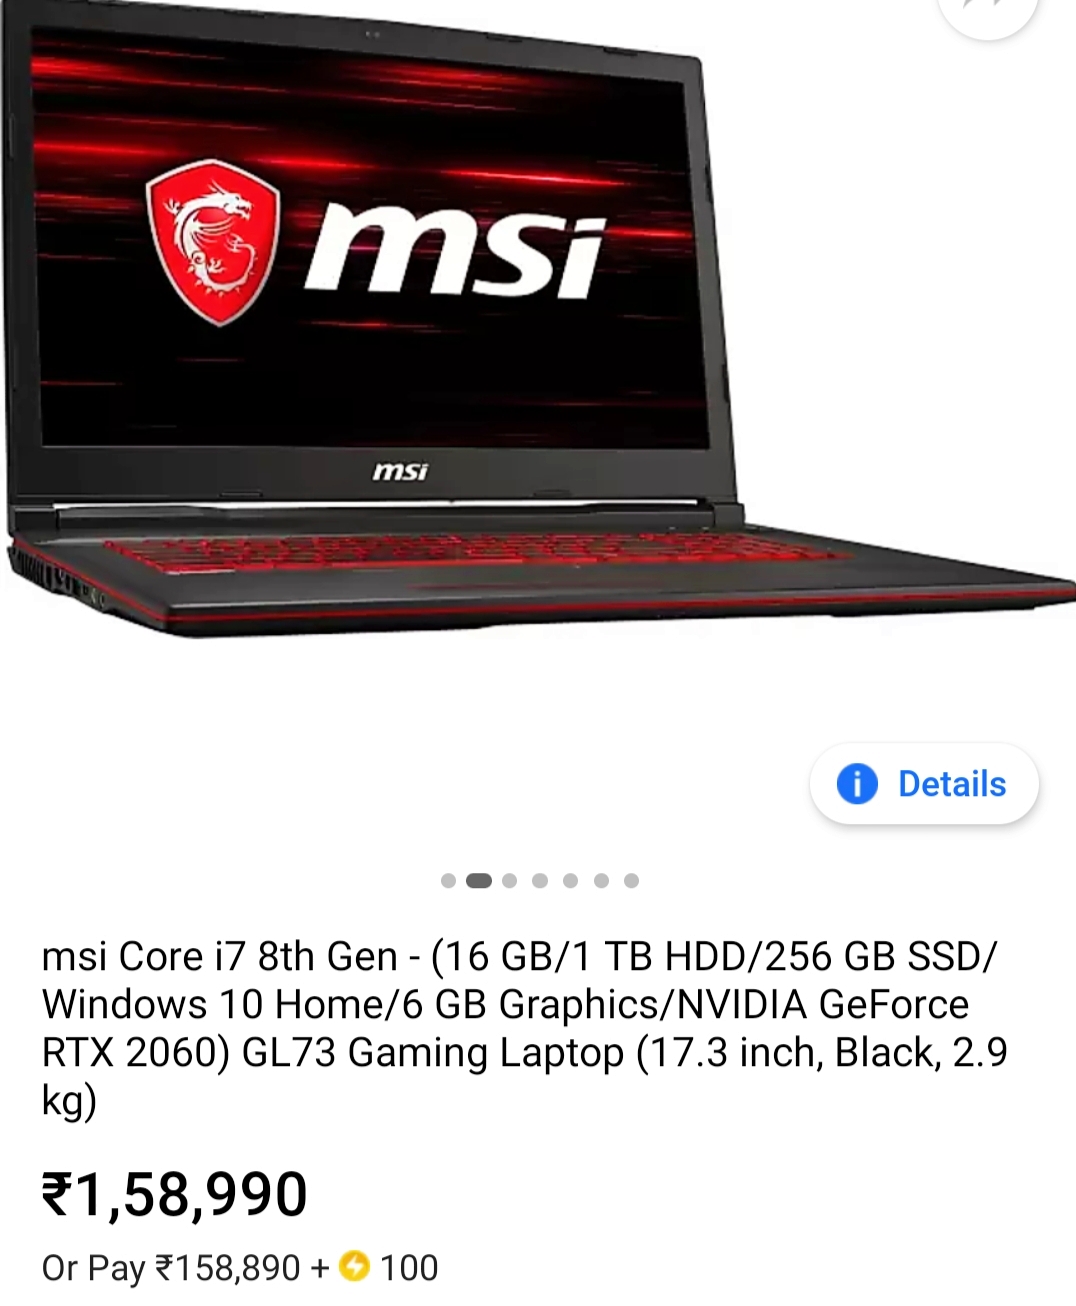 msi
msi
Details
msi Core i7 8th Gen - (16 GB/1 TB HDD/256 GB SSD/
Windows 10 Home/6 GB Graphics/NVIDIA GeForce
RTX 2060) GL73 Gaming Laptop (17.3 inch, Black, 2.9
kg)
₹1,58,990
Or Pay ₹158,890 + 100